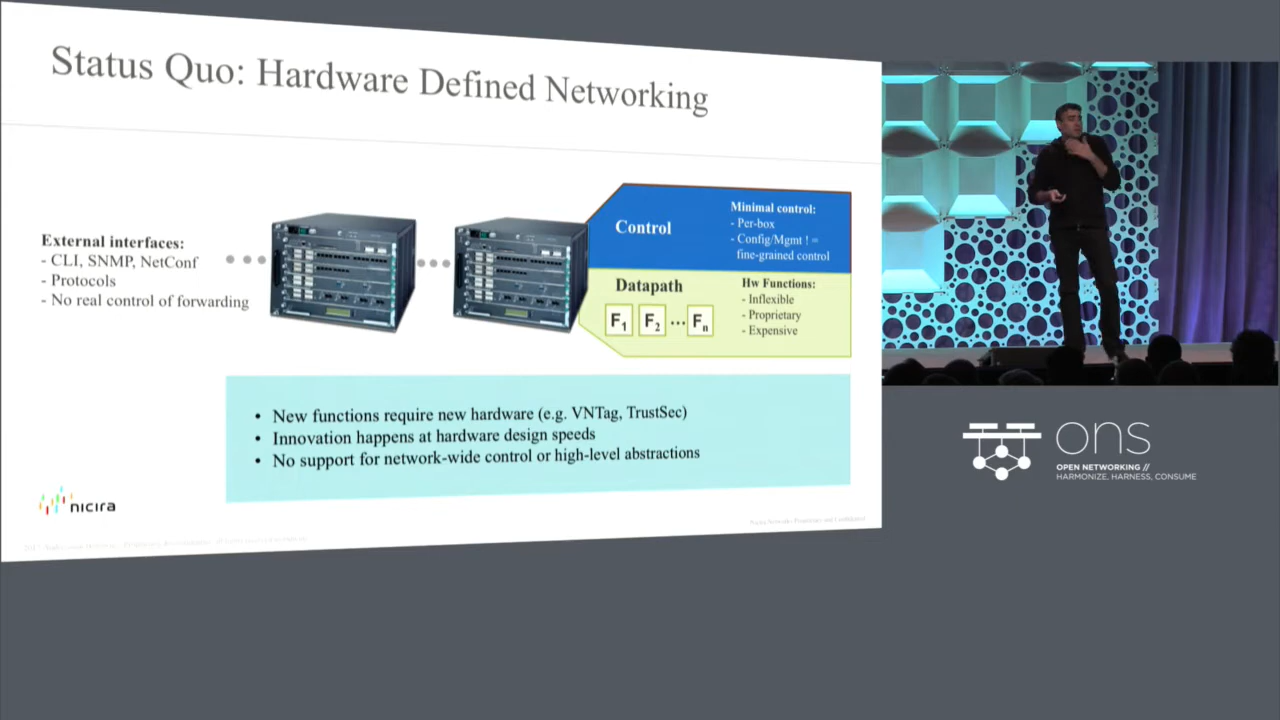 Status Quo: Hardware Defined Networking
External interfaces:
- CLI, SNMP, NetConf
- Protocols
- No real control of forwarding
Control
Minimal control:
- Per-box
- Config/Mgmt ! =
fine-grained control
Datapath
F1 F2 ... Fn
Hw Functions:
- Inflexible
- Proprietary
- Expensive
• New functions require new hardware (e.g. VNTag, TrustSec)
• Innovation happens at hardware design speeds
• No support for network-wide control or high-level abstractions
nicira
ons
OPEN NETWORKING //
HARMONIZE, HARNESS, CONSUME